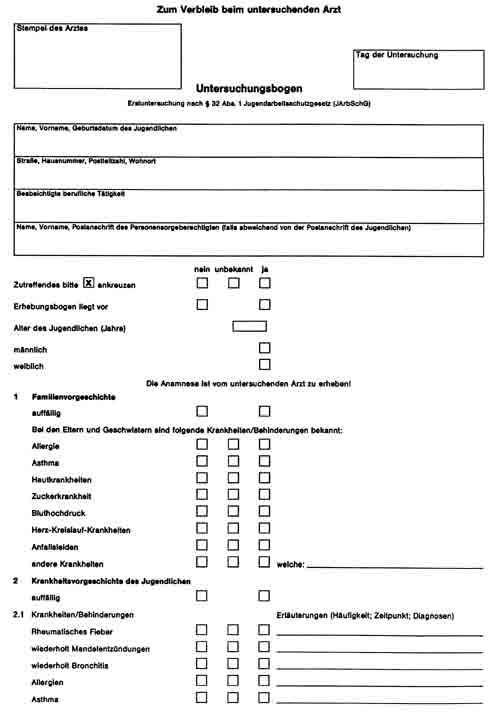 Zum Verbleib beim untersuchenden Arzt
Stempel des Arztes
Tag der Untersuchung
Untersuchungsbogen
Erstuntersuchung nach § 32 Abs. 1 Jugendarbeitsschutzgesetz (JArbSchG)
Name, Vorname, Geburtsdatum des Jugendlichen
Straße, Hausnummer, Postleitzahl, Wohnort
Beabsichtigte berufliche Tätigkeit
Name, Vorname, Postanschrift des Personensorgeberechtigten (falls abweichend von der Postanschrift des Jugendlichen)
nein unbekannt ja
Zutreffendes bitte x ankreuzen
Erhebungsbogen liegt vor
Alter des Jugendlichen (Jahre)
männlich
weiblich
Die Anamnese ist vom untersuchenden Arzt zu erheben!
1 Familienvorgeschichte
auffällig
Bei den Eltern und Geschwistern sind folgende Krankheiten/Behinderungen bekannt:
Allergie
Asthma
Hautkrankheiten
Zuckerkrankheit
Bluthochdruck
Herz-Kreislauf-Krankheiten
Anfallsleiden
andere Krankheiten welche:
2 Krankheitsvorgeschichte des Jugendlichen
auffällig
2.1 Krankheiten/Behinderungen Erläuterungen (Häufigkeit; Zeitpunkt; Diagnosen)
Rheumatisches Fieber
wiederholt Mandelentzündungen
wiederholt Bronchitis
Allergien
Asthma